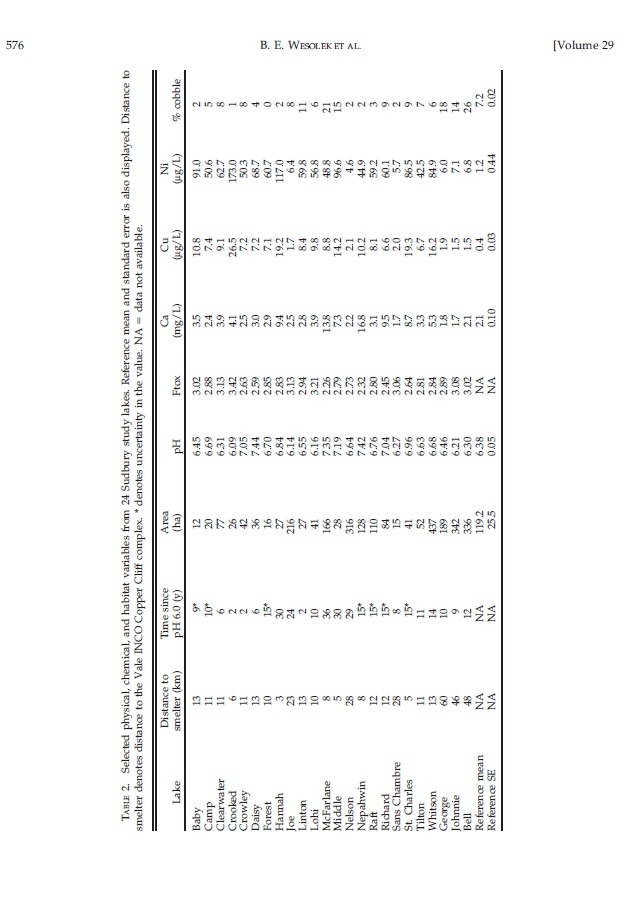 576 B. E. WESOLEK ET AL. [Volume 29
TABLE 2. Selected physical, chemical, and habitat variables from 24 Sudbury study lakes. Reference mean and standard error is also displayed. Distance to
smelter denotes distance to the Vale INCO Copper Cliff complex. * denotes uncertainty in the value. NA = data not available.
Distance to Time since Area Ca Cu Ni
Lake smelter (km) pH 6.0 (y) (ha) pH Ftox (mg/L) (µg/L) (µg/L) % cobble
Baby 13 9* 12 6.45 3.02 3.5 10.8 91.0 2
Camp 11 10* 20 6.69 2.88 2.4 7.4 50.6 5
Clearwater 11 6 77 6.31 3.13 3.9 9.1 62.7 8
Crooked 6 2 26 6.09 3.42 4.1 26.5 173.0 1
Crowley 11 2 42 7.05 2.63 2.5 7.2 50.3 8
Daisy 13 6 36 7.44 2.59 3.0 7.2 68.7 4
Forest 10 15* 16 6.70 2.85 2.9 7.1 60.7 0
Hannah 3 30 27 6.84 2.83 9.4 19.2 117.0 2
Joe 23 24 216 6.14 3.13 2.5 1.7 6.4 8
Linton 13 2 27 6.55 2.94 2.8 8.4 59.8 11
Lohi 10 10 41 6.16 3.21 3.9 9.8 56.8 6
McFarlane 8 36 166 7.35 2.26 13.8 8.8 48.8 21
Middle 5 30 28 7.19 2.79 7.3 14.2 96.6 15
Nelson 28 29 316 6.64 2.73 2.2 2.1 4.6 2
Nepahwin 8 15* 128 7.42 2.32 16.8 10.2 44.9 2
Raft 12 15* 110 6.76 2.80 3.1 8.1 59.2 3
Richard 12 15* 84 7.04 2.45 9.5 6.6 60.1 9
Sans Chambre 28 8 15 6.27 3.06 1.7 2.0 5.7 2
St. Charles 5 15* 41 6.96 2.64 8.7 19.3 86.5 9
Tilton 11 11 52 6.63 2.81 3.3 6.7 42.5 7
Whitson 13 14 437 6.68 2.84 5.3 16.2 84.9 6
George 60 10 189 6.46 2.89 1.8 1.9 6.0 18
Johnnie 46 9 342 6.21 3.08 1.7 1.5 7.1 14
Bell 48 12 336 6.30 3.02 2.1 1.5 6.8 26
Reference mean NA NA 119.2 6.38 NA 2.1 0.4 1.2 7.2
Reference SE NA NA 25.5 0.05 NA 0.10 0.03 0.44 0.02